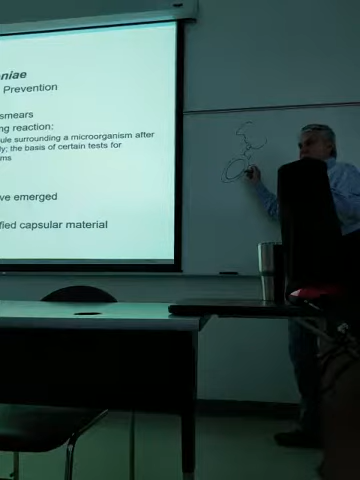 niae
Prevention
smears
ng reaction:
ule surrounding a microorganism after
ly; the basis of certain tests for
ms
ve emerged
fied capsular material